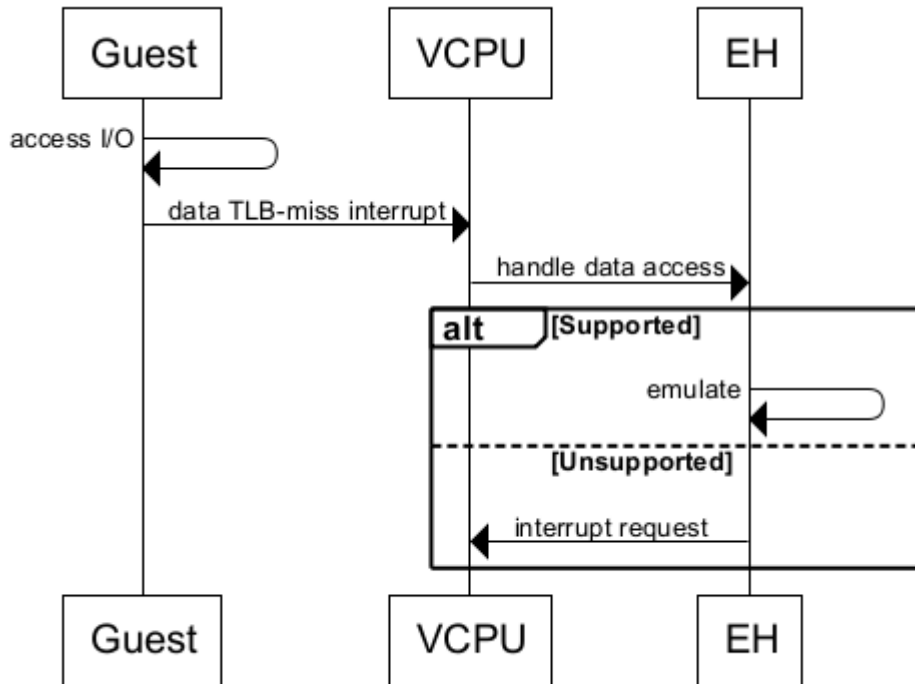 Guest
VCPU
EH
access I/O
data TLB-miss interrupt
handle data access
alt
[Supported]
emulate
[Unsupported]
interrupt request
Guest
VCPU
EH